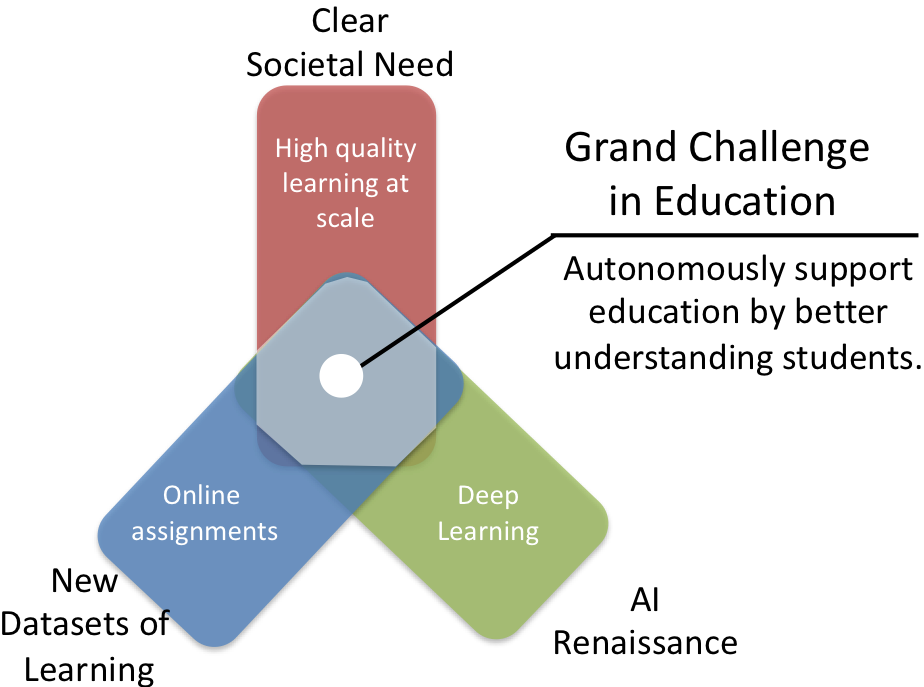 Clear
Societal Need
High quality
learning at
scale
Grand Challenge
in Education
Autonomously support
education by better
understanding students.
Online
assignments
Deep
Learning
New
Datasets of
Learning
AI
Renaissance